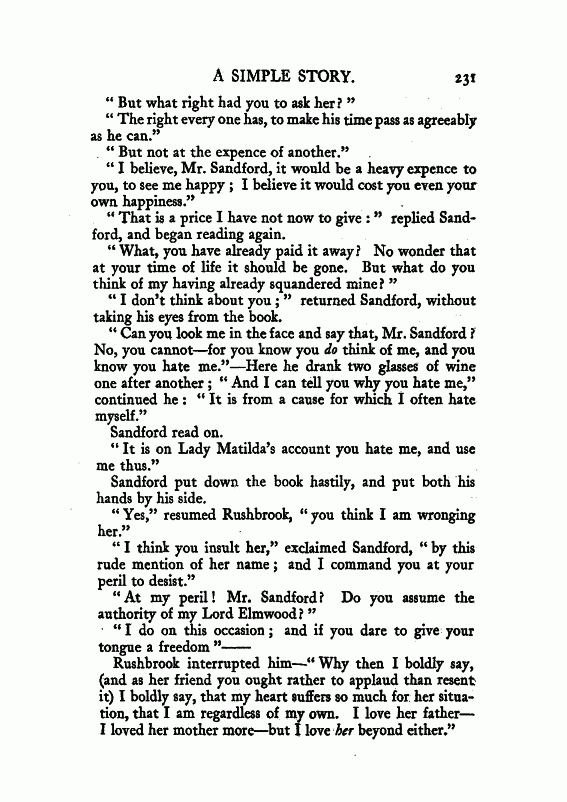 A SIMPLE STORY. 231
“ But what right had you to ask her? ”
“ The right every one has, to make his time pass as agreeably
as he can.”
“ But not at the expence of another.”
“ I believe, Mr. Sandford, it would be a heavy expence to
you, to see me happy ; I believe it would cost you even your
own happiness.”
“ That is a price I have not now to give : ” replied Sand-
ford, and began reading again.
“ What, you have already paid it away? No wonder that
at your time of life it should be gone. But what do you
think of my having already squandered mine? ”
“ I don’t think about you ; ” returned Sandford, without
taking his eyes from the book.
“ Can you look me in the face and say that, Mr. Sandford ?
No, you cannot—for you know you do think of me, and you
know you hate me.”—Here he drank two glasses of wine
one after another ; “ And I can tell you why you hate me,”
continued he : “ It is from a cause for which I often hate
myself.”
Sandford read on.
“ It is on Lady Matilda’s account you hate me, and use
me thus.”
Sandford put down the book hastily, and put both his
hands by his side.
“ Yes,” resumed Rushbrook, “ you think I am wronging
her.”
“ I think you insult her,” exclaimed Sandford, “ by this
rude mention of her name ; and I command you at your
peril to desist.”
“ At my peril ! Mr. Sandford? Do you assume the
authority of my Lord Elmwood? ”
“ I do on this occasion ; and if you dare to give your
tongue a freedom ”——
Rushbrook interrupted him—“ Why then I boldly say,
(and as her friend you ought rather to applaud than resent
it) I boldly say, that my heart suffers so much for her situa-
tion, that I am regardless of my own. I love her father—
I loved her mother more—but I love her beyond either.”